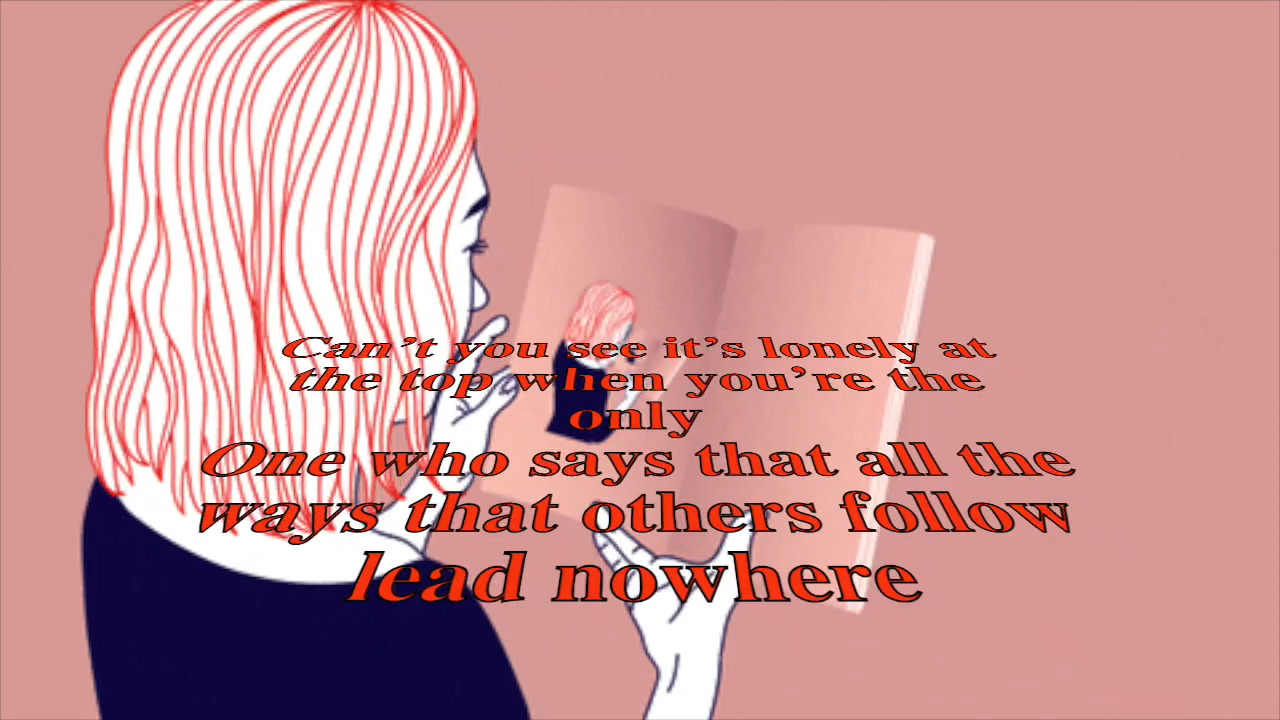 Can’t you see it’s lonely at
the top when you’re the
only
One who says that all the
ways that others follow
lead nowhere